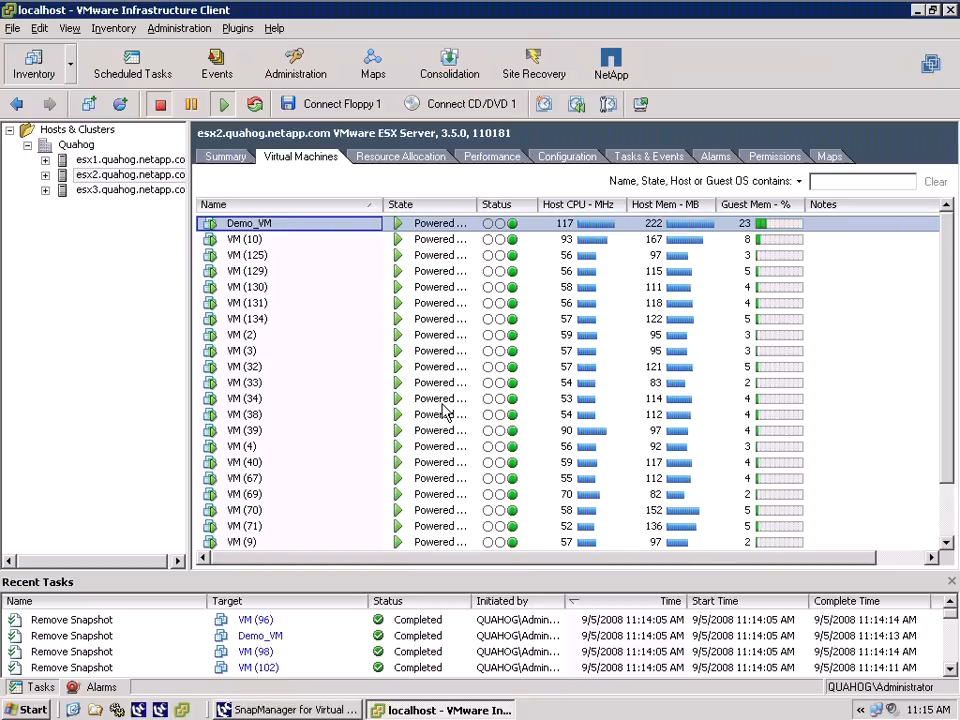 localhost - VMware Infrastructure Client
File Edit View Inventory Administration Plugins Help
Inventory Scheduled Tasks Events Administration Maps Consolidation Site Recovery NetApp
Connect Floppy 1 Connect CD/DVD 1
Hosts & Clusters
Quahog
esx1.quahog.netapp.co
esx2.quahog.netapp.co
esx3.quahog.netapp.co
esx2.quahog.netapp.com VMware ESX Server, 3.5.0, 110181
Summary Virtual Machines Resource Allocation Performance Configuration Tasks & Events Alarms Permissions Maps
Name, State, Host or Guest OS contains: Clear
Name State Status Host CPU - MHz Host Mem - MB Guest Mem - % Notes
Demo_VM Powered ... 117 222 23
VM (10) Powered ... 93 167 8
VM (125) Powered ... 56 97 3
VM (129) Powered ... 56 115 5
VM (130) Powered ... 58 111 4
VM (131) Powered ... 56 118 4
VM (134) Powered ... 57 122 5
VM (2) Powered ... 59 95 3
VM (3) Powered ... 57 95 3
VM (32) Powered ... 57 121 5
VM (33) Powered ... 54 83 2
VM (34) Powered ... 53 114 4
VM (38) Powered ... 54 112 4
VM (39) Powered ... 90 97 4
VM (4) Powered ... 56 92 3
VM (40) Powered ... 59 117 4
VM (67) Powered ... 55 112 4
VM (69) Powered ... 70 82 2
VM (70) Powered ... 58 152 5
VM (71) Powered ... 52 136 5
VM (9) Powered ... 57 97 2
Recent Tasks
Name Target Status Initiated by Time Start Time Complete Time
Remove Snapshot VM (96) Completed QUAHOG\Admin... 9/5/2008 11:14:05 AM 9/5/2008 11:14:05 AM 9/5/2008 11:14:14 AM
Remove Snapshot Demo_VM Completed QUAHOG\Admin... 9/5/2008 11:14:05 AM 9/5/2008 11:14:05 AM 9/5/2008 11:14:13 AM
Remove Snapshot VM (98) Completed QUAHOG\Admin... 9/5/2008 11:14:05 AM 9/5/2008 11:14:05 AM 9/5/2008 11:14:14 AM
Remove Snapshot VM (102) Completed QUAHOG\Admin... 9/5/2008 11:14:05 AM 9/5/2008 11:14:05 AM 9/5/2008 11:14:11 AM
Tasks Alarms QUAHOG\Administrator
Start SnapManager for Virtual ... localhost - VMware In... 11:15 AM